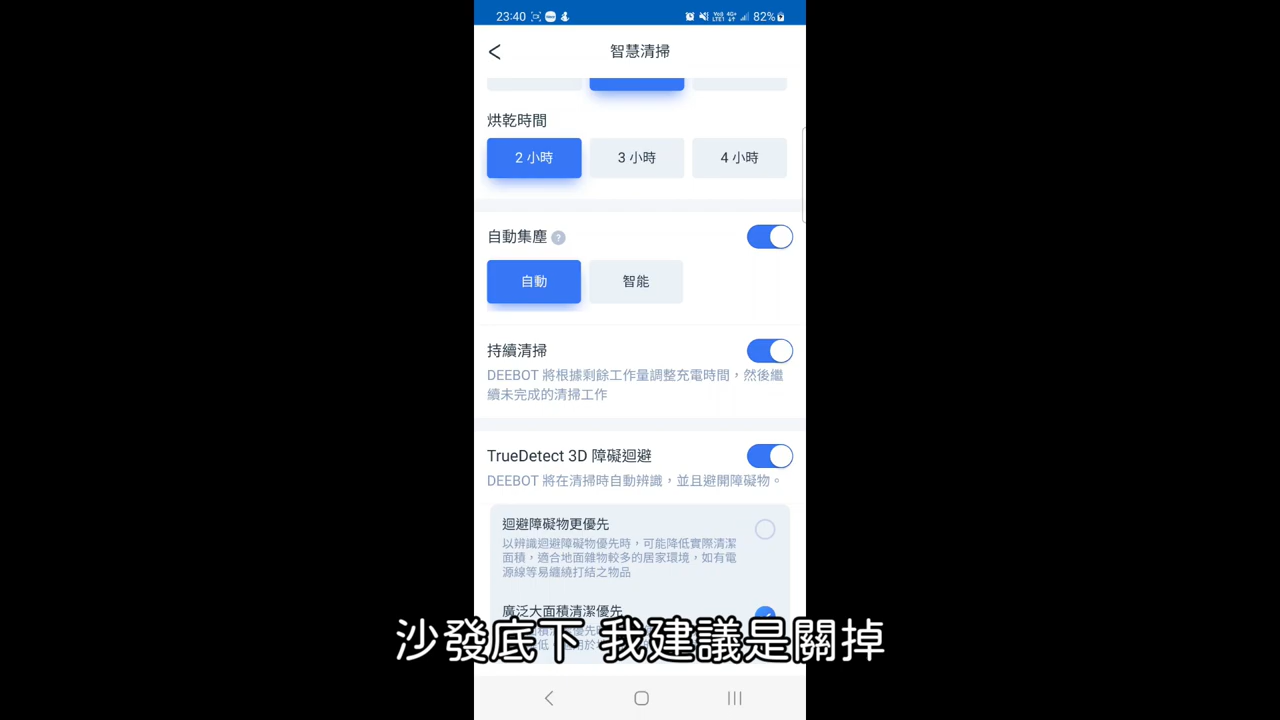 23:40
82%
智慧清掃
烘乾時間
2 小時
3 小時
4 小時
自動集塵 ?
自動
智能
持續清掃
DEEBOT 將根據剩餘工作量調整充電時間,然後繼
續未完成的清掃工作
TrueDetect 3D 障礙迴避
DEEBOT 將在清掃時自動辨識,並且避開障礙物。
迴避障礙物更優先
以辨識迴避障礙物優先時,可能降低實際清潔
面積,適合地面雜物較多的居家環境,如有電
源線等易纏繞打結之物品
廣泛大面積清潔優先
沙發底下 我建議是關掉